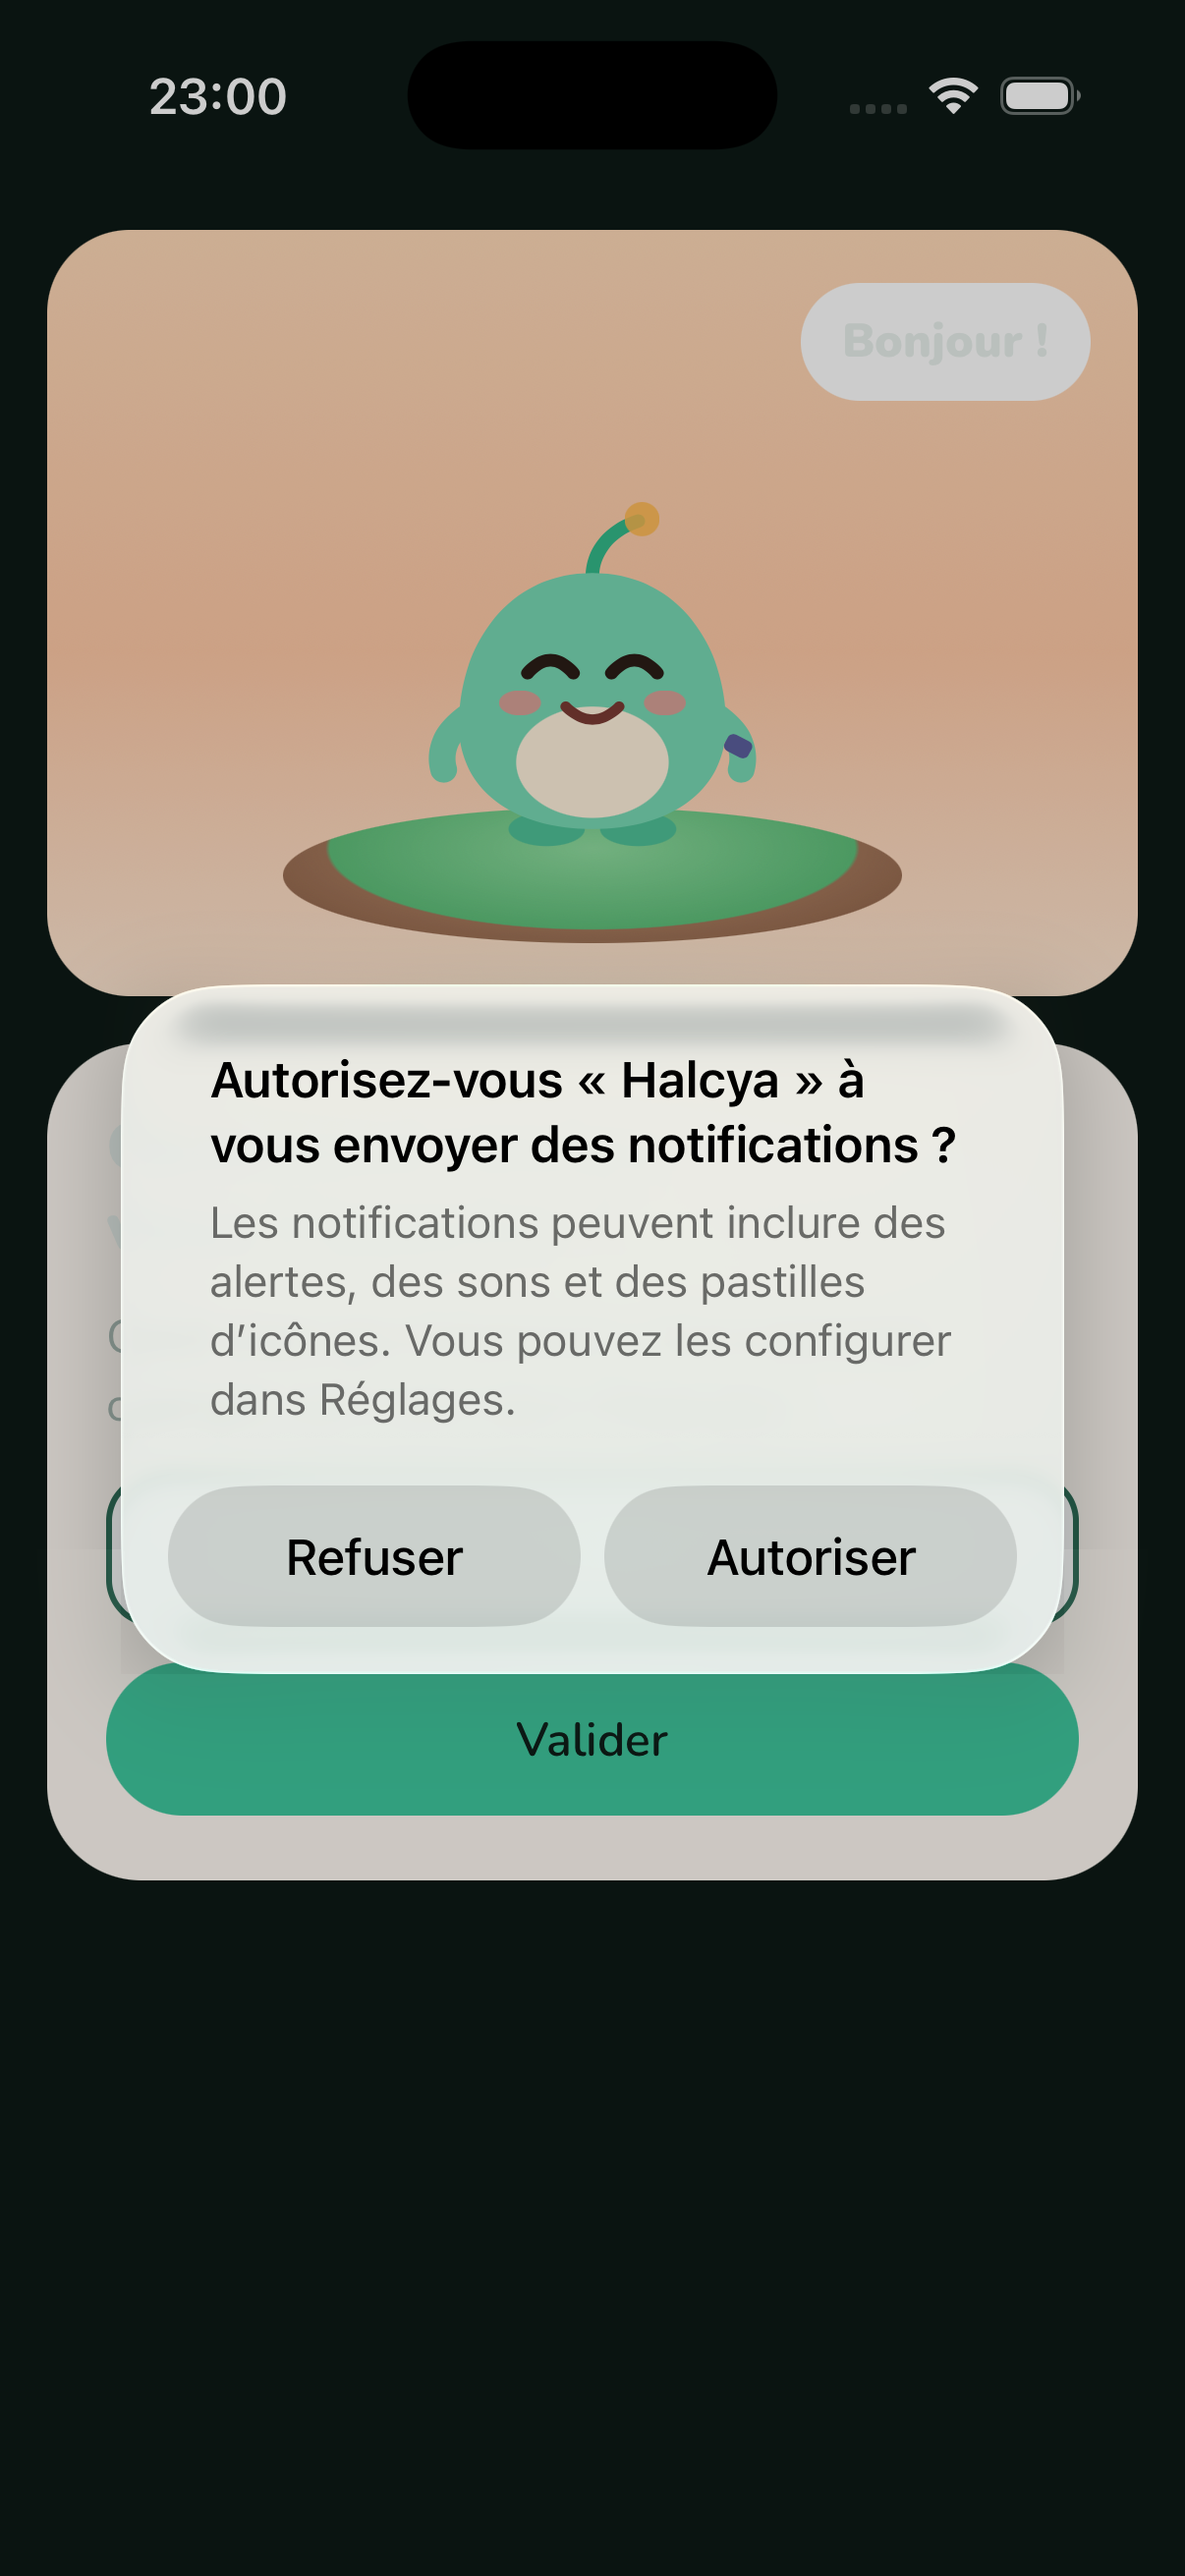 23:00
Bonjour !
Autorisez-vous « Halcya » à
vous envoyer des notifications ?
Les notifications peuvent inclure des
alertes, des sons et des pastilles
d’icônes. Vous pouvez les configurer
dans Réglages.
Refuser Autoriser
Valider